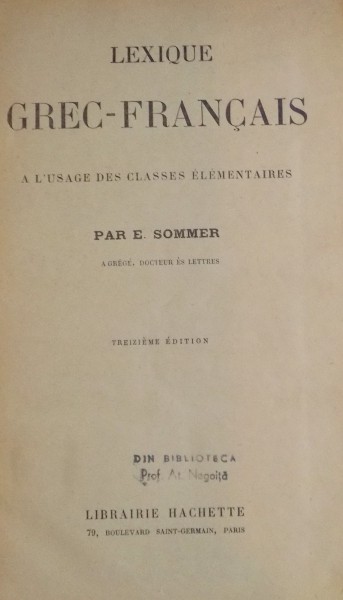 LEXIQUE
GREC-FRANÇAIS
A L'USAGE DES CLASSES ÉLÉMENTAIRES
PAR E. SOMMER
AGRÉGÉ, DOCTEUR ÈS LETTRES
TREIZIÈME ÉDITION
DIN BIBLIOTECA
Prof. At. Negoiță
LIBRAIRIE HACHETTE
79, BOULEVARD SAINT-GERMAIN, PARIS